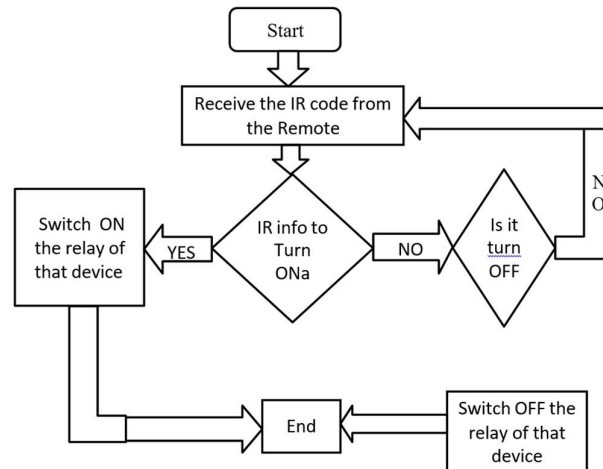 Start
Receive the IR code from
the Remote
Switch ON
the relay of
that device
YES
IR info to
Turn
ONa
NO
Is it
turn
OFF
N
O
End
Switch OFF the
relay of that
device